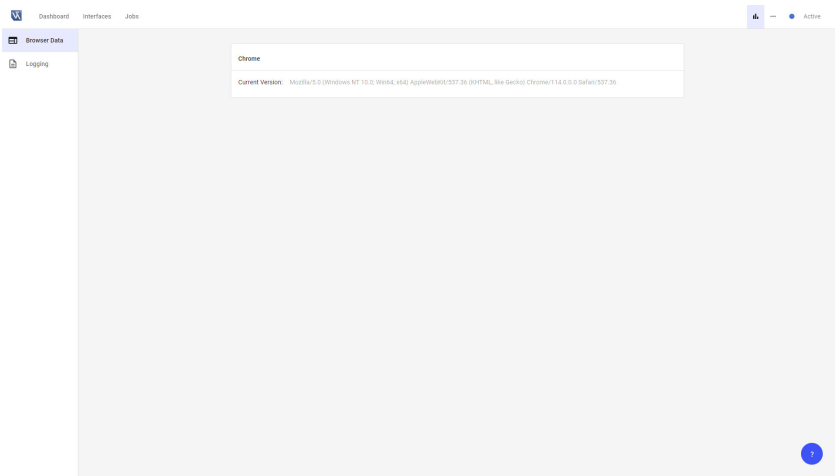 Dashboard Interfaces Jobs Active
Browser Data
Logging
Chrome
Current Version: Mozilla/5.0 (Windows NT 10.0; Win64; x64) AppleWebKit/537.36 (KHTML, like Gecko) Chrome/114.0.0.0 Safari/537.36
?